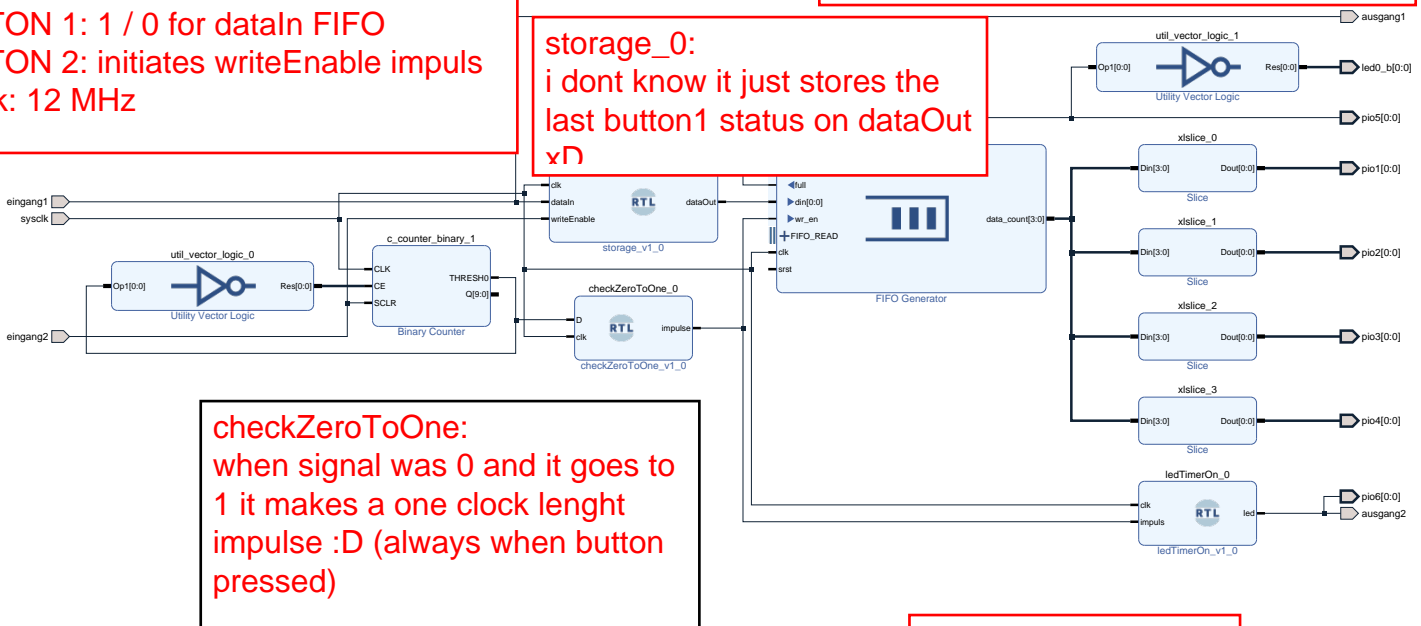 TON 1: 1 / 0 for dataIn FIFO
TON 2: initiates writeEnable impuls
k: 12 MHz
storage_0:
i dont know it just stores the
last button1 status on dataOut
xD
ausgang1
util_vector_logic_1
Op1[0:0]
Res[0:0]
Utility Vector Logic
led0_b[0:0]
pio5[0:0]
eingang1
sysclk
eingang2
util_vector_logic_0
Op1[0:0]
Res[0:0]
Utility Vector Logic
c_counter_binary_1
CLK
CE
SCLR
THRESH0
Q[9:0]
Binary Counter
clk
dataIn
writeEnable
RTL
dataOut
storage_v1_0
checkZeroToOne_0
D
clk
RTL
impulse
checkZeroToOne_v1_0
full
din[0:0]
wr_en
FIFO_READ
clk
srst
data_count[3:0]
FIFO Generator
xlslice_0
Din[3:0]
Dout[0:0]
Slice
pio1[0:0]
xlslice_1
Din[3:0]
Dout[0:0]
Slice
pio2[0:0]
xlslice_2
Din[3:0]
Dout[0:0]
Slice
pio3[0:0]
xlslice_3
Din[3:0]
Dout[0:0]
Slice
pio4[0:0]
ledTimerOn_0
clk
impuls
RTL
led
ledTimerOn_v1_0
pio6[0:0]
ausgang2
checkZeroToOne:
when signal was 0 and it goes to
1 it makes a one clock lenght
impulse :D (always when button
pressed)